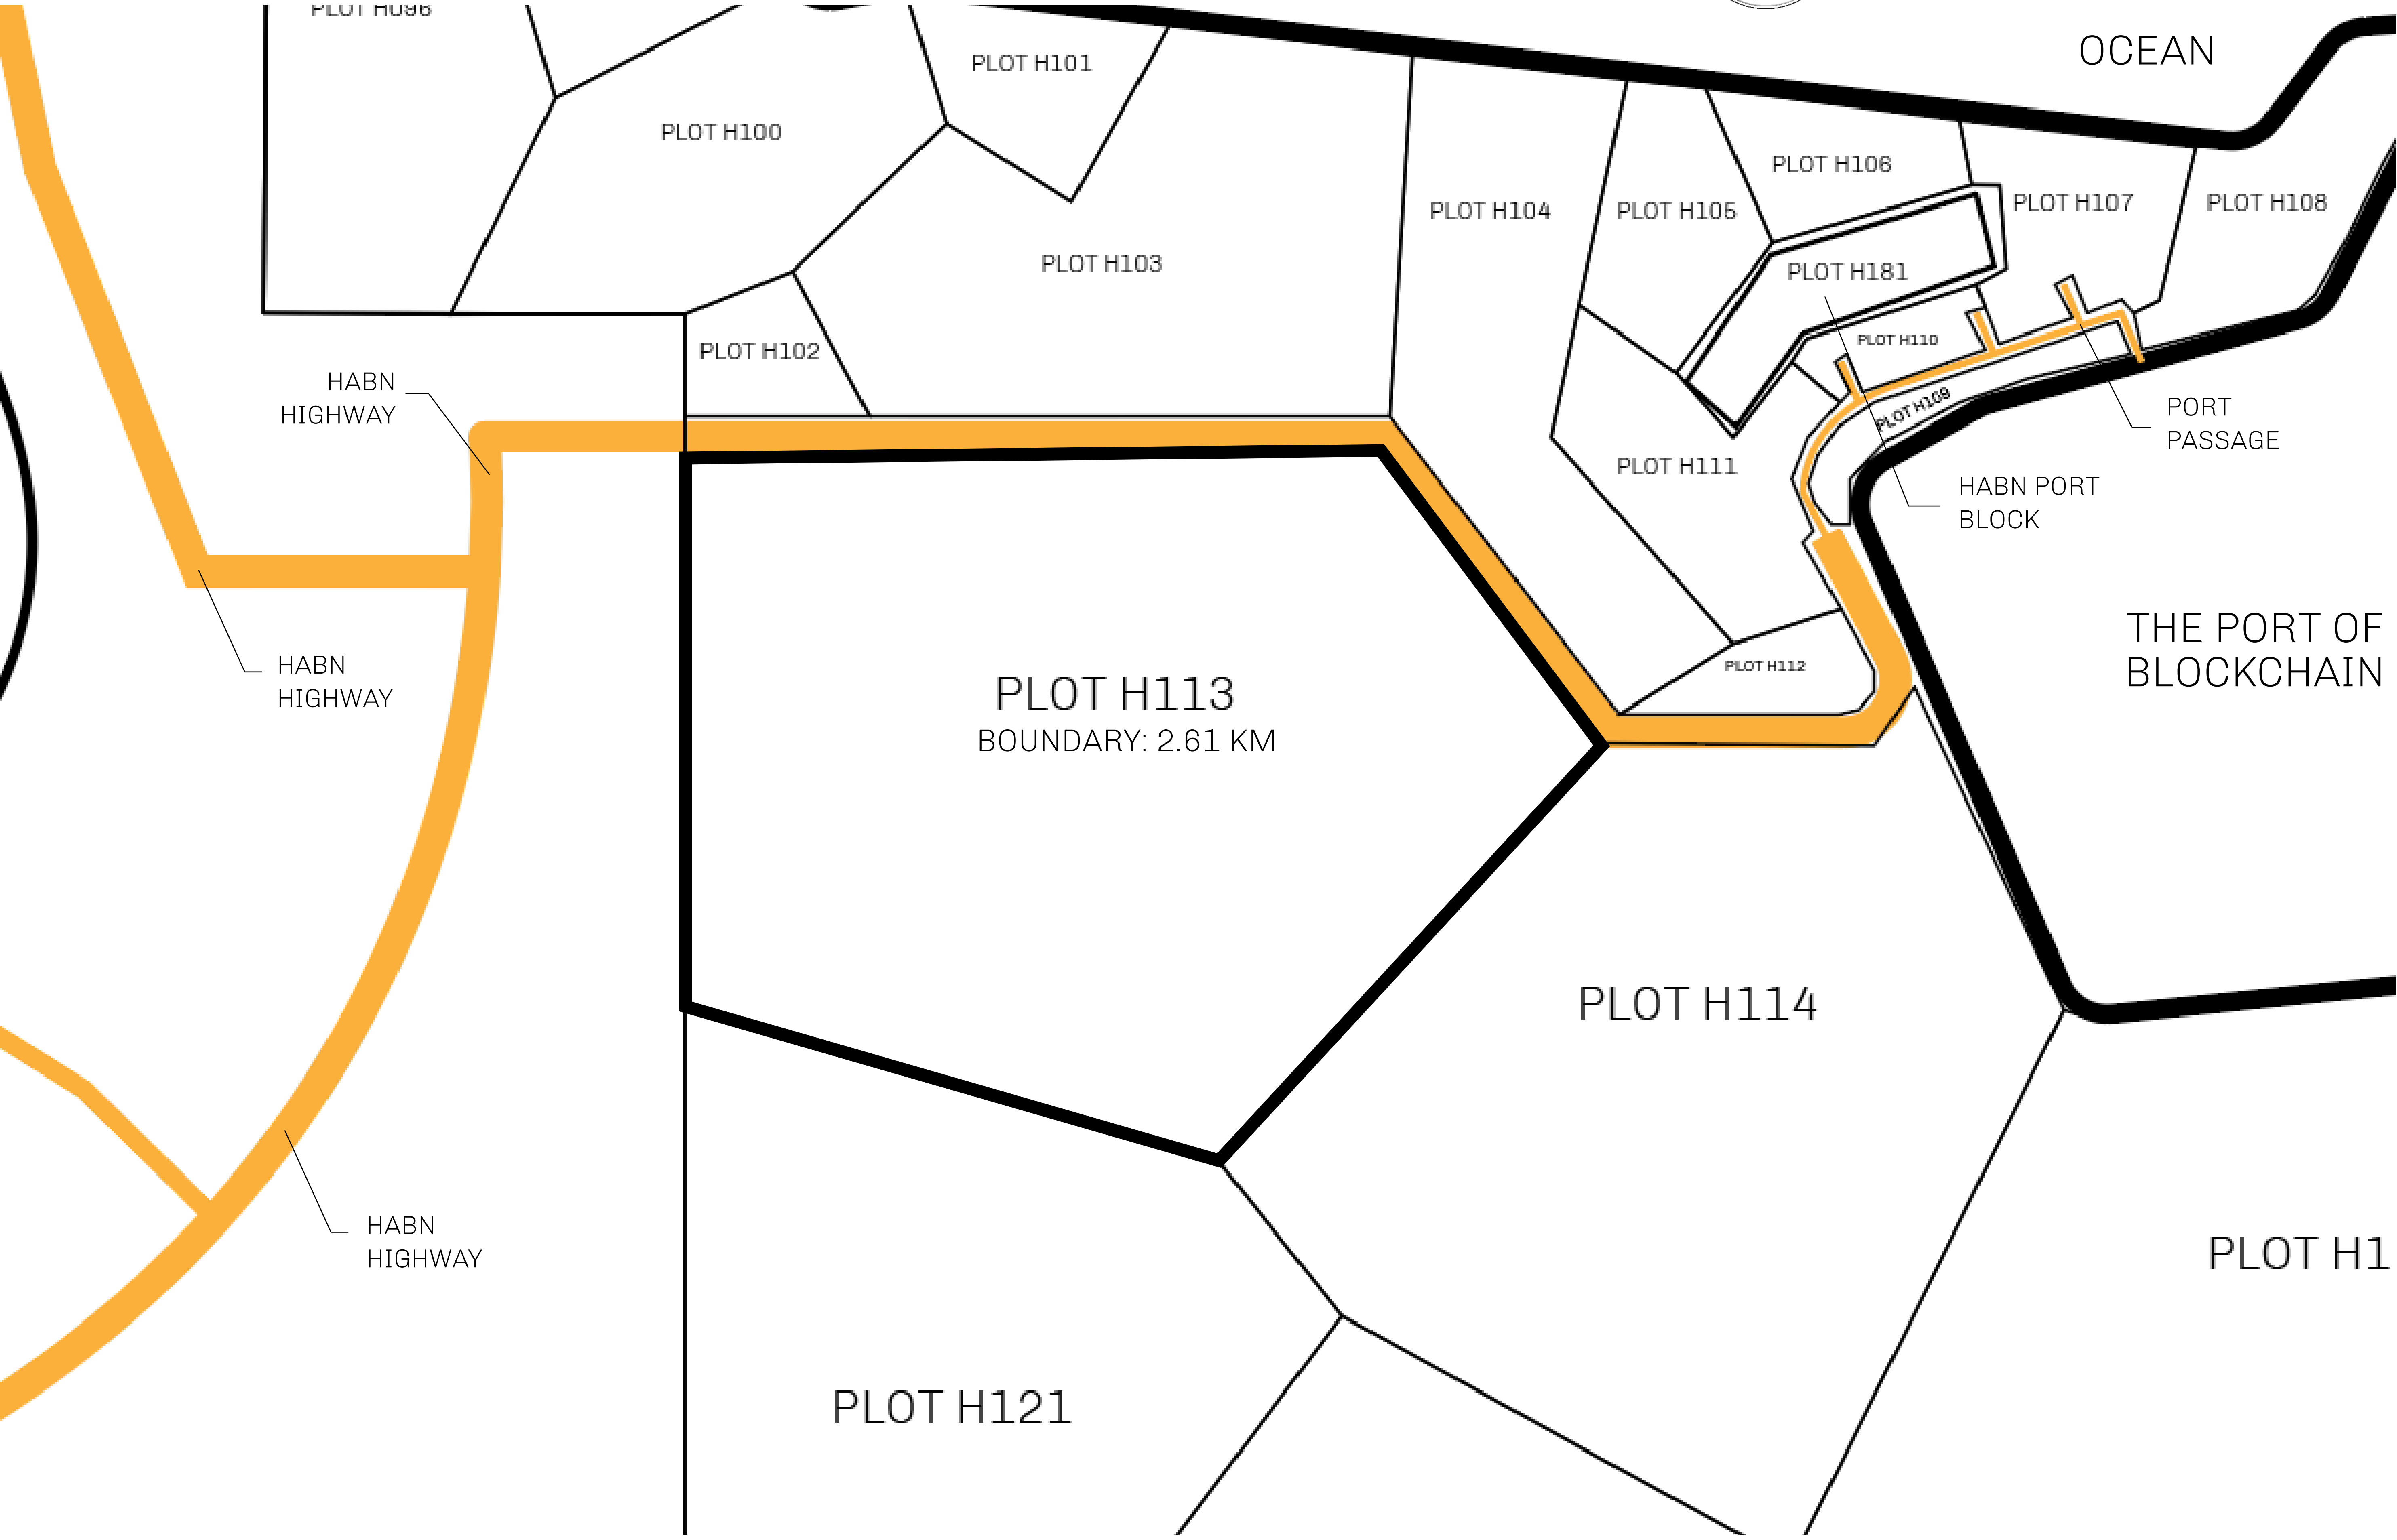 PLOT H096
OCEAN
PLOT H101
PLOT H100
PLOT H106
PLOT H104
PLOT H105
PLOT H107
PLOT H108
PLOT H103
PLOT H181
PLOT H102
PLOT H110
HABN
HIGHWAY
PLOT H109
PORT
PASSAGE
PLOT H111
HABN PORT
BLOCK
THE PORT OF
BLOCKCHAIN
HABN
HIGHWAY
PLOT H112
PLOT H113
BOUNDARY: 2.61 KM
PLOT H114
HABN
HIGHWAY
PLOT H1
PLOT H121